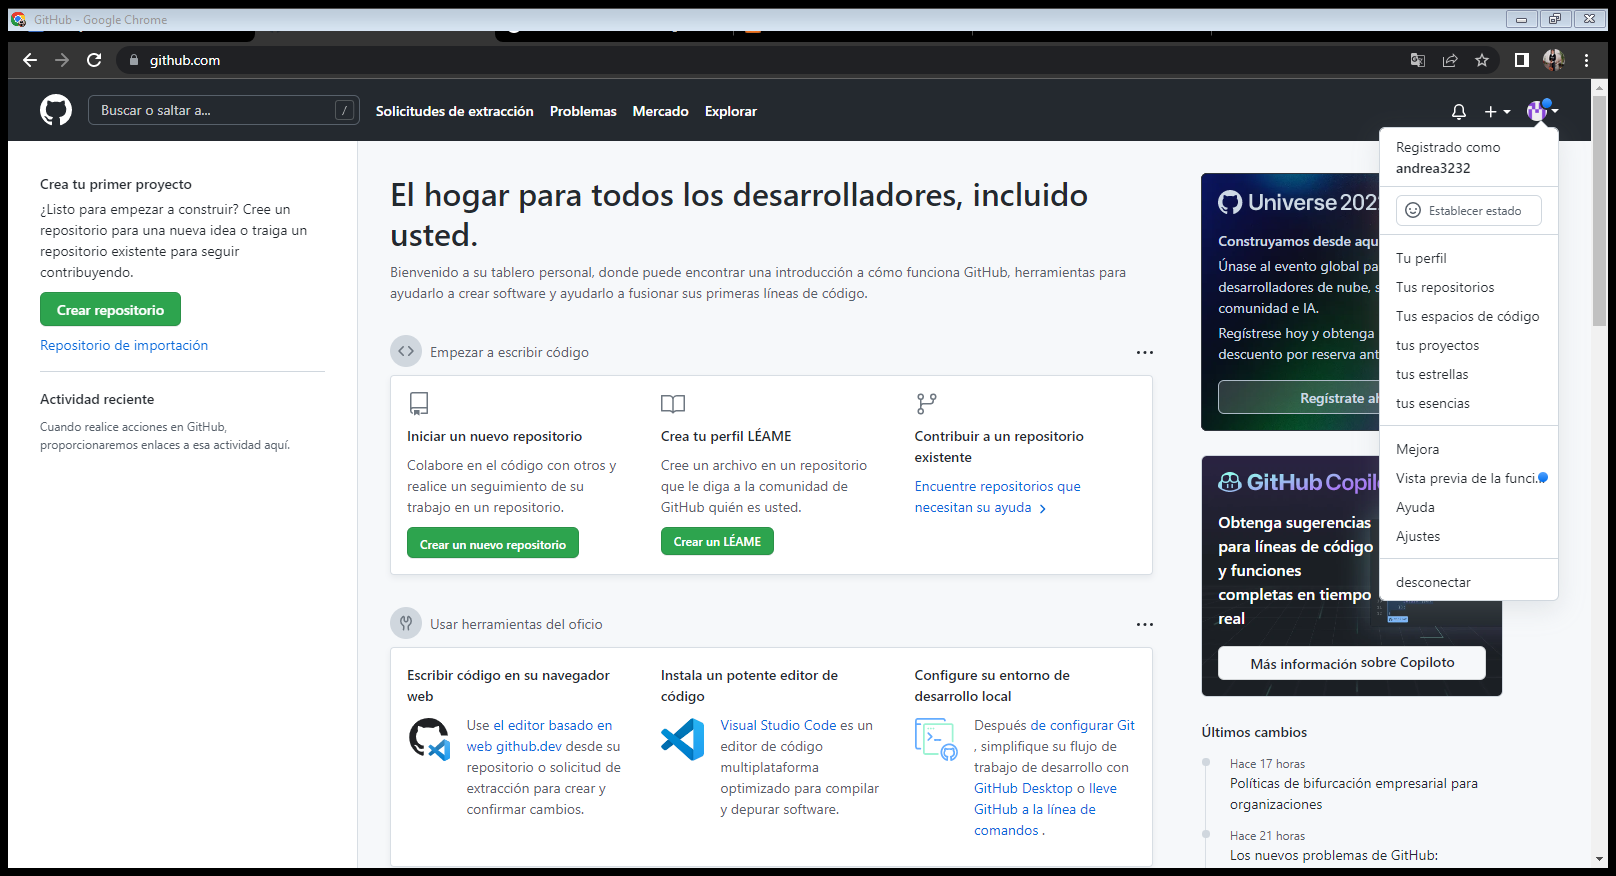 GitHub - Google Chrome
github.com
Buscar o saltar a...
/
Solicitudes de extracción
Problemas
Mercado
Explorar
Crea tu primer proyecto
¿Listo para empezar a construir? Cree un
repositorio para una nueva idea o traiga un
repositorio existente para seguir
contribuyendo.
Crear repositorio
Repositorio de importación
Actividad reciente
Cuando realice acciones en GitHub,
proporcionaremos enlaces a esa actividad aquí.
El hogar para todos los desarrolladores, incluido
usted.
Bienvenido a su tablero personal, donde puede encontrar una introducción a cómo funciona GitHub, herramientas para
ayudarlo a crear software y ayudarlo a fusionar sus primeras líneas de código.
Empezar a escribir código
Iniciar un nuevo repositorio
Colabore en el código con otros y
realice un seguimiento de su
trabajo en un repositorio.
Crear un nuevo repositorio
Crea tu perfil LÉAME
Cree un archivo en un repositorio
que le diga a la comunidad de
GitHub quién es usted.
Crear un LÉAME
Contribuir a un repositorio
existente
Encuentre repositorios que
necesitan su ayuda
Usar herramientas del oficio
Escribir código en su navegador
web
Use el editor basado en
web github.dev desde su
repositorio o solicitud de
extracción para crear y
confirmar cambios.
Instala un potente editor de
código
Visual Studio Code es un
editor de código
multiplataforma
optimizado para compilar
y depurar software.
Configure su entorno de
desarrollo local
Después de configurar Git
, simplifique su flujo de
trabajo de desarrollo con
GitHub Desktop o lleve
GitHub a la línea de
comandos .
Universe 202
Construyamos desde aqu
Únase al evento global pa
desarrolladores de nube, s
comunidad e IA.
Regístrese hoy y obtenga
descuento por reserva ant
Regístrate ah
GitHub Copil
Obtenga sugerencias
para líneas de código
y funciones
completas en tiempo
real
Más información sobre Copiloto
Últimos cambios
Hace 17 horas
Políticas de bifurcación empresarial para
organizaciones
Hace 21 horas
Los nuevos problemas de GitHub:
Registrado como
andrea3232
Establecer estado
Tu perfil
Tus repositorios
Tus espacios de código
tus proyectos
tus estrellas
tus esencias
Mejora
Vista previa de la funci...
Ayuda
Ajustes
desconectar